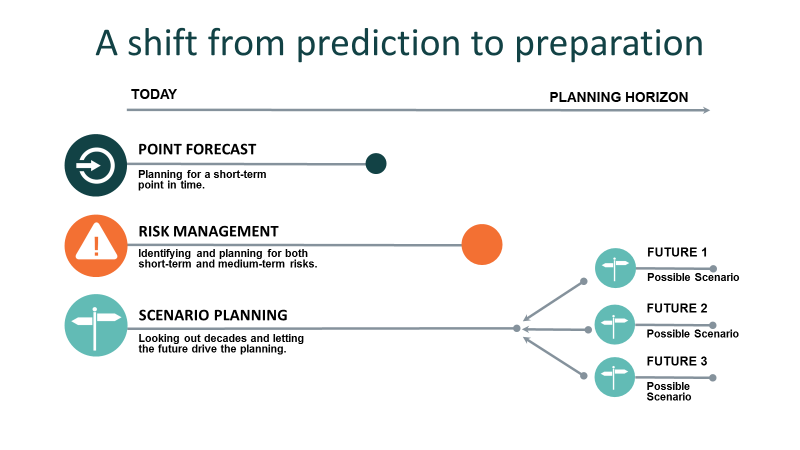 A shift from prediction to preparation
TODAY
PLANNING HORIZON
POINT FORECAST
Planning for a short-term
point in time.
RISK MANAGEMENT
Identifying and planning for both
short-term and medium-term risks.
SCENARIO PLANNING
Looking out decades and letting
the future drive the planning.
FUTURE 1
Possible Scenario
FUTURE 2
Possible Scenario
FUTURE 3
Possible
Scenario